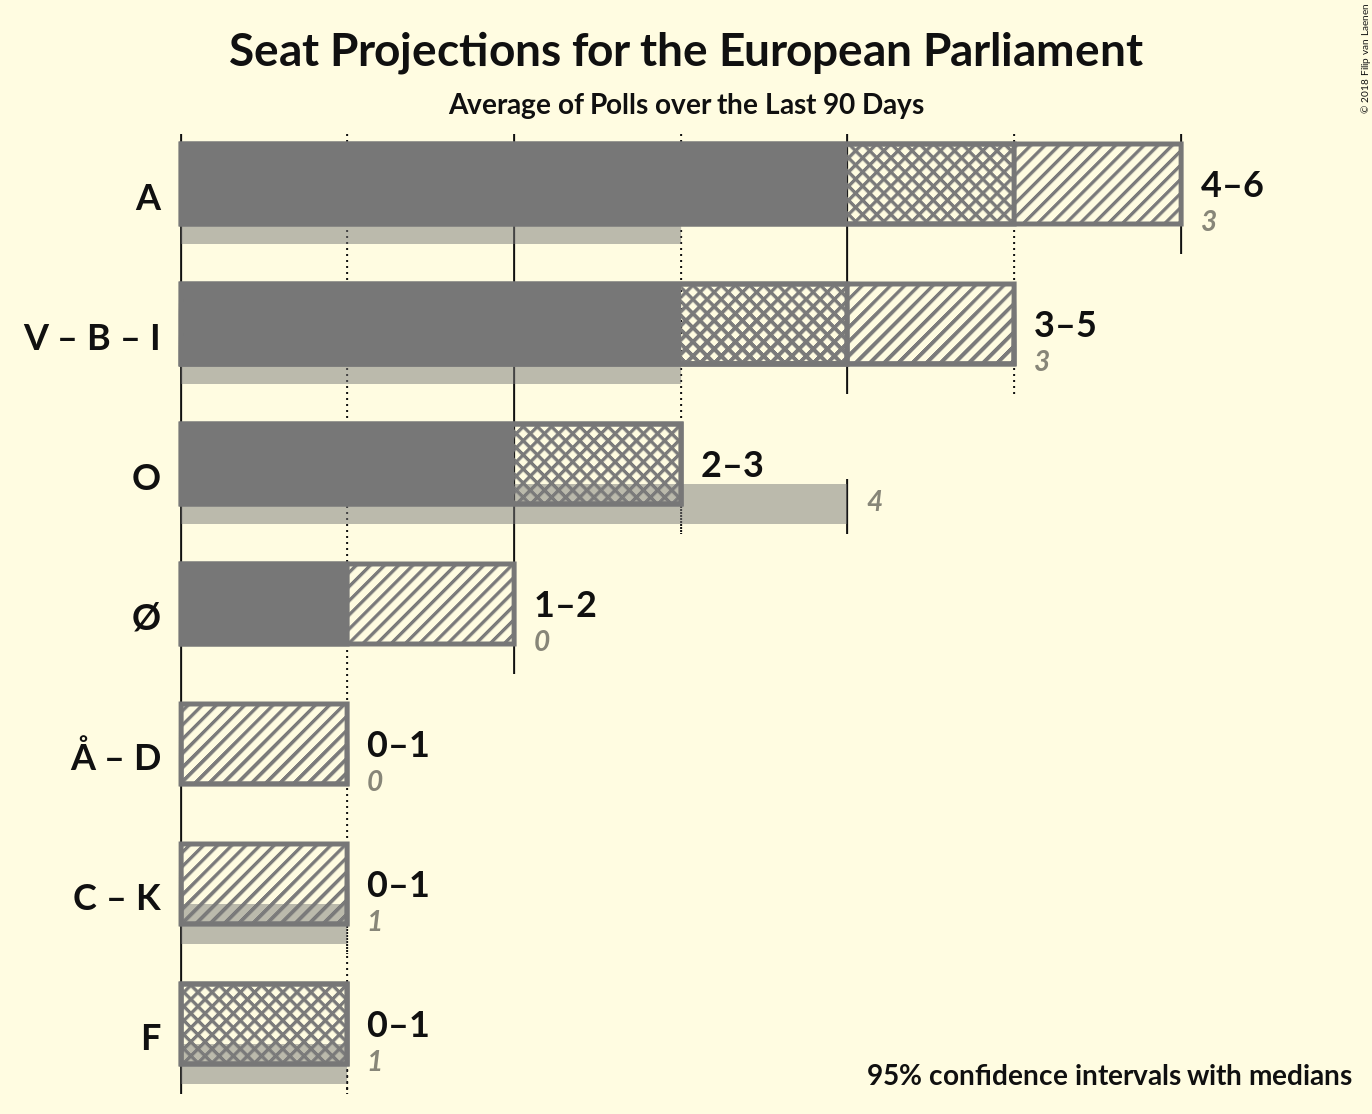 Seat Projections for the European Parliament
Average of Polls over the Last 90 Days
© 2018 Filip van Laenen
A
4–6
3
V – B – I
3–5
3
O
2–3
4
Ø
1–2
0
Å – D
0–1
0
C – K
0–1
1
F
0–1
1
95% confidence intervals with medians